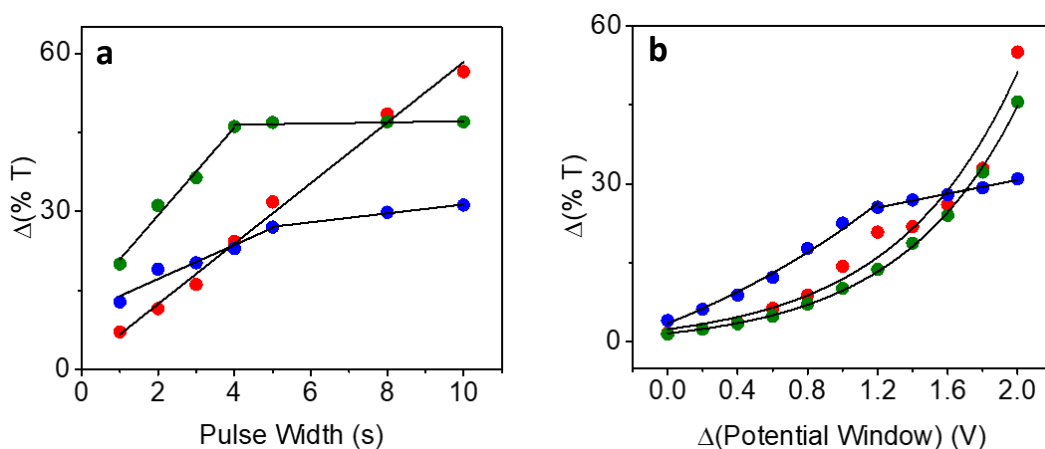 a
60
30
0
Δ(% T)
0 2 4 6 8 10
Pulse Width (s)
b
60
30
0
Δ(% T)
0.0 0.4 0.8 1.2 1.6 2.0
Δ(Potential Window) (V)